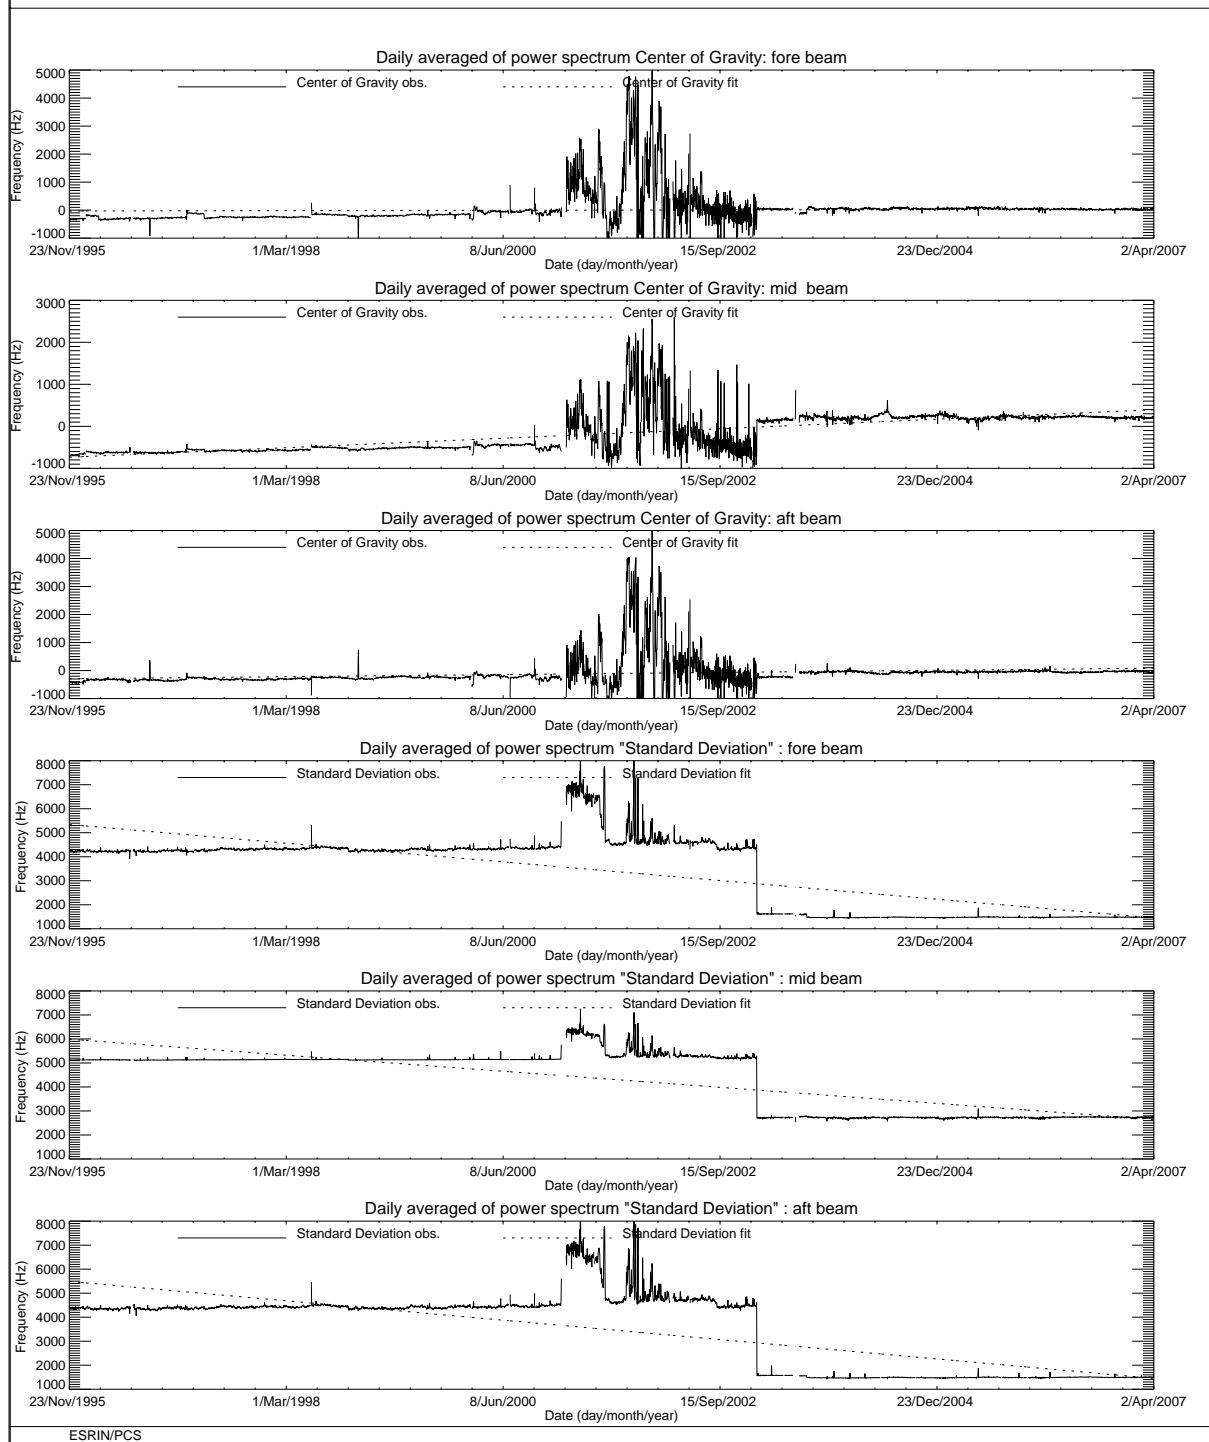 Daily averaged of power spectrum Center of Gravity: fore beam
Center of Gravity obs. Center of Gravity fit
Frequency (Hz)
5000
4000
3000
2000
1000
0
-1000
23/Nov/1995 1/Mar/1998 8/Jun/2000 15/Sep/2002 23/Dec/2004 2/Apr/2007
Date (day/month/year)
Daily averaged of power spectrum Center of Gravity: mid beam
Center of Gravity obs. Center of Gravity fit
Frequency (Hz)
3000
2000
1000
0
-1000
23/Nov/1995 1/Mar/1998 8/Jun/2000 15/Sep/2002 23/Dec/2004 2/Apr/2007
Date (day/month/year)
Daily averaged of power spectrum Center of Gravity: aft beam
Center of Gravity obs. Center of Gravity fit
Frequency (Hz)
5000
4000
3000
2000
1000
0
-1000
23/Nov/1995 1/Mar/1998 8/Jun/2000 15/Sep/2002 23/Dec/2004 2/Apr/2007
Date (day/month/year)
Daily averaged of power spectrum "Standard Deviation" : fore beam
Standard Deviation obs. Standard Deviation fit
Frequency (Hz)
8000
7000
6000
5000
4000
3000
2000
1000
23/Nov/1995 1/Mar/1998 8/Jun/2000 15/Sep/2002 23/Dec/2004 2/Apr/2007
Date (day/month/year)
Daily averaged of power spectrum "Standard Deviation" : mid beam
Standard Deviation obs. Standard Deviation fit
Frequency (Hz)
8000
7000
6000
5000
4000
3000
2000
1000
23/Nov/1995 1/Mar/1998 8/Jun/2000 15/Sep/2002 23/Dec/2004 2/Apr/2007
Date (day/month/year)
Daily averaged of power spectrum "Standard Deviation" : aft beam
Standard Deviation obs. Standard Deviation fit
Frequency (Hz)
8000
7000
6000
5000
4000
3000
2000
1000
23/Nov/1995 1/Mar/1998 8/Jun/2000 15/Sep/2002 23/Dec/2004 2/Apr/2007
Date (day/month/year)
ESRIN/PCS